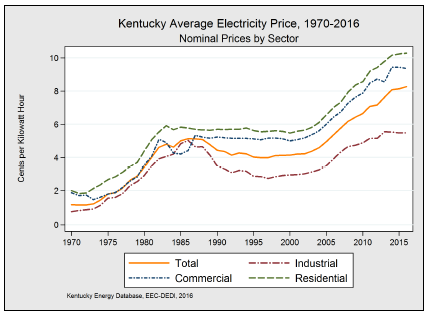 Kentucky Average Electricity Price, 1970-2016
Nominal Prices by Sector
Cents per Kilowatt Hour
10
8
6
4
2
0
1970 1975 1980 1985 1990 1995 2000 2005 2010 2015
Total Industrial
Commercial Residential
Kentucky Energy Database, EEC-DEDI, 2016